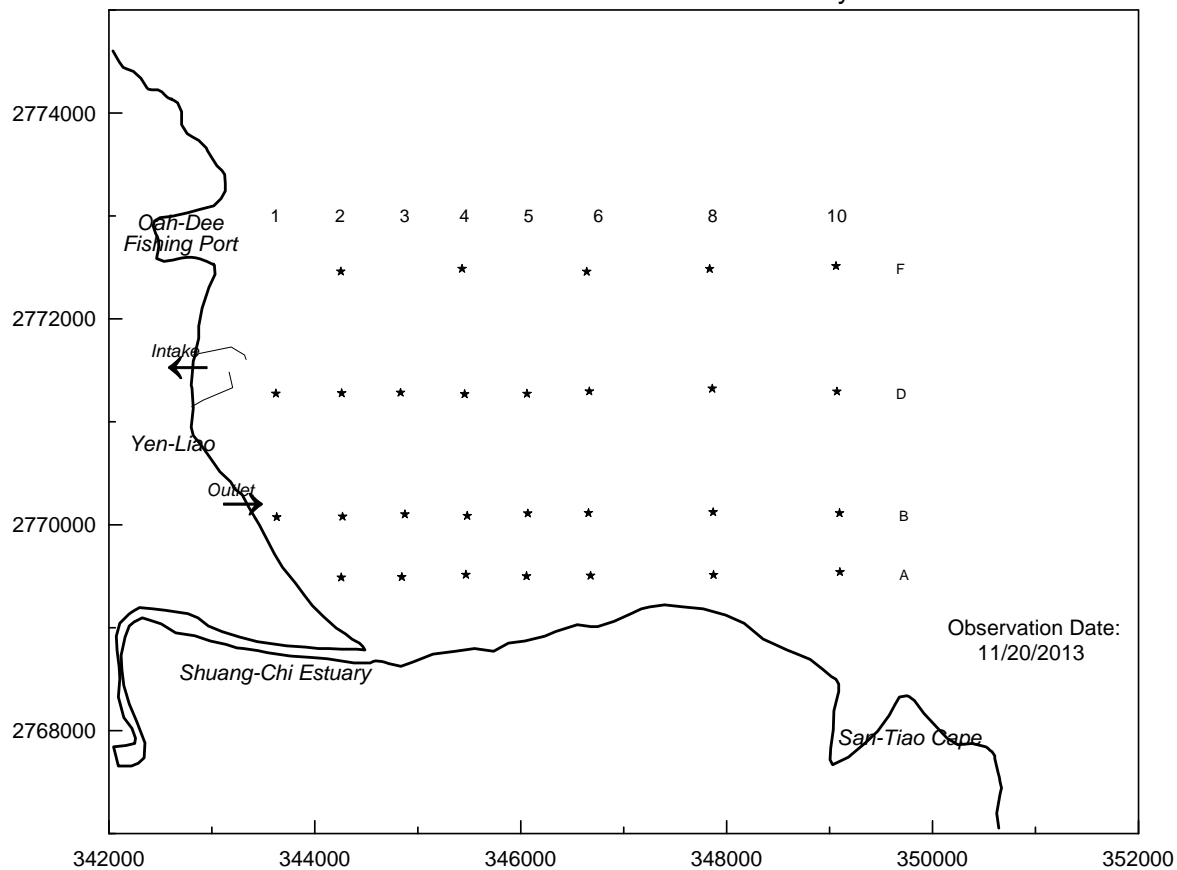 2774000
1 2 3 4 5 6 8 10
Oah-Dee
Fishing Port
F
2772000
Intake
D
Yen-Liao
Outlet
2770000
B
A
Observation Date:
11/20/2013
Shuang-Chi Estuary
2768000
San-Tiao Cape
342000 344000 346000 348000 350000 352000